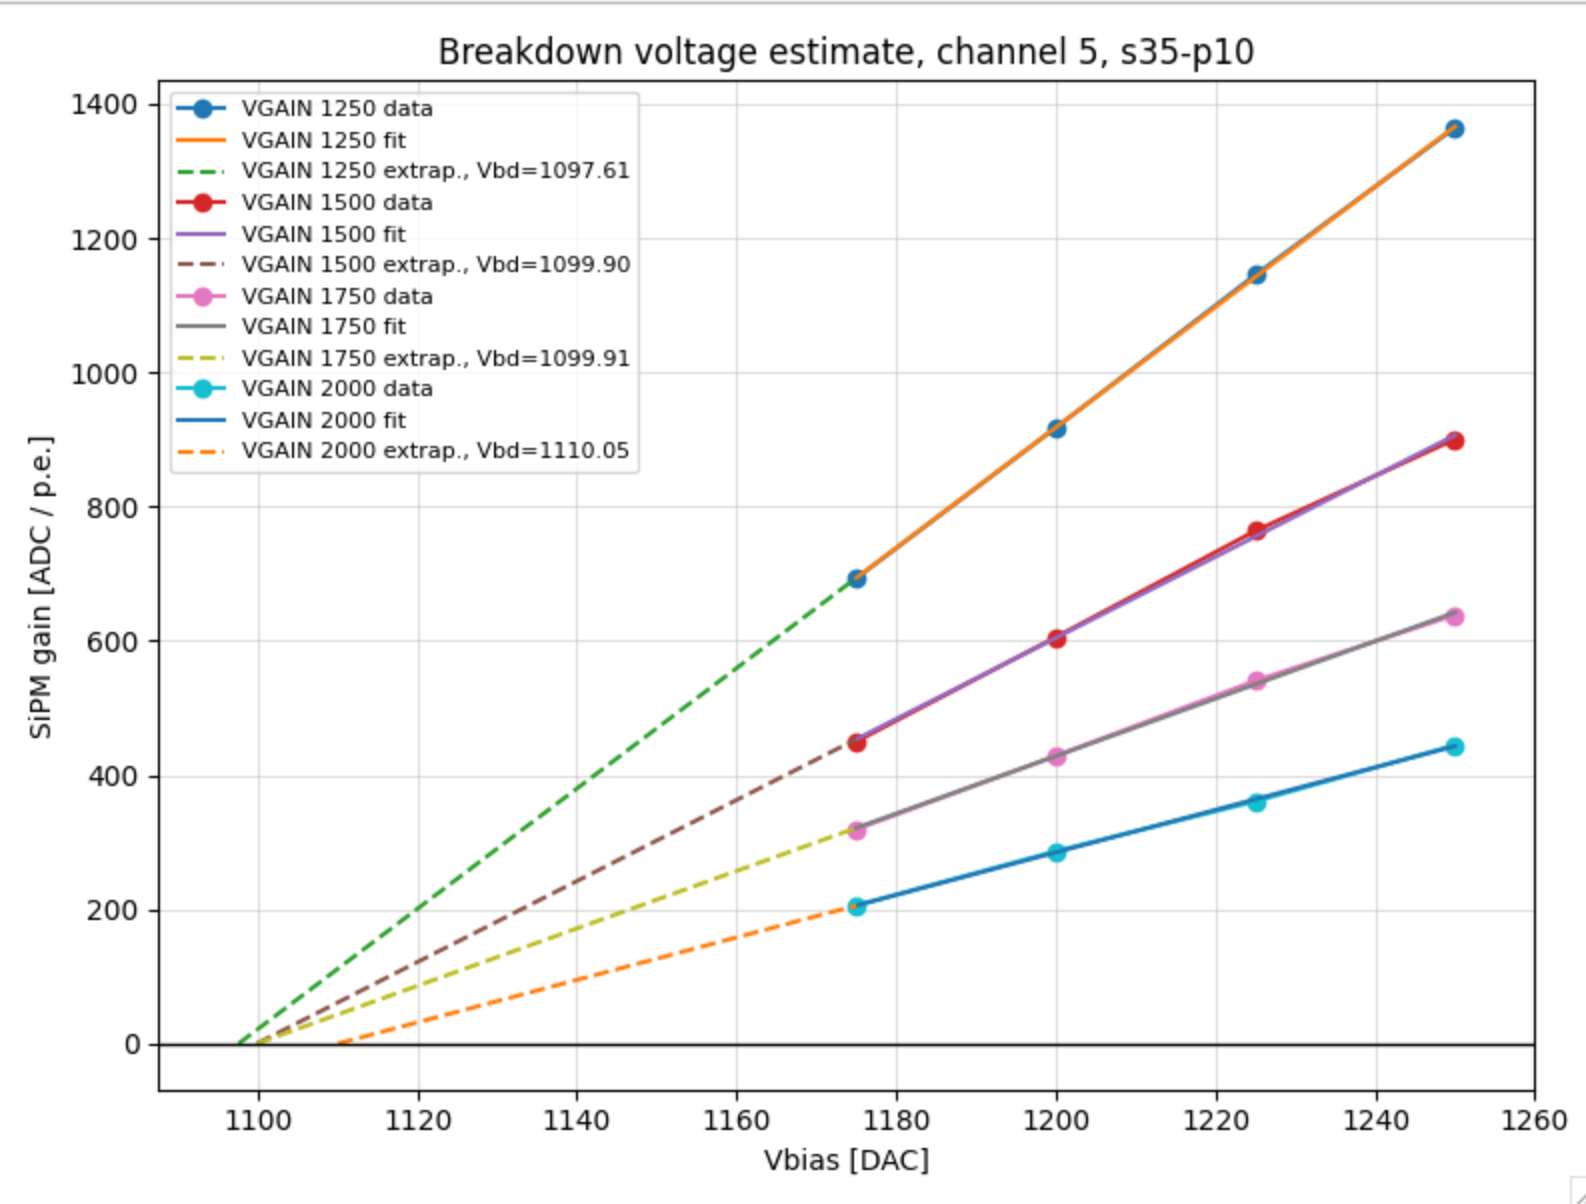 Breakdown voltage estimate, channel 5, s35-p10
1400
1200
1000
800
600
400
200
0
SiPM gain [ADC / p.e.]
VGAIN 1250 data
VGAIN 1250 fit
VGAIN 1250 extrap., Vbd=1097.61
VGAIN 1500 data
VGAIN 1500 fit
VGAIN 1500 extrap., Vbd=1099.90
VGAIN 1750 data
VGAIN 1750 fit
VGAIN 1750 extrap., Vbd=1099.91
VGAIN 2000 data
VGAIN 2000 fit
VGAIN 2000 extrap., Vbd=1110.05
1100 1120 1140 1160 1180 1200 1220 1240 1260
Vbias [DAC]